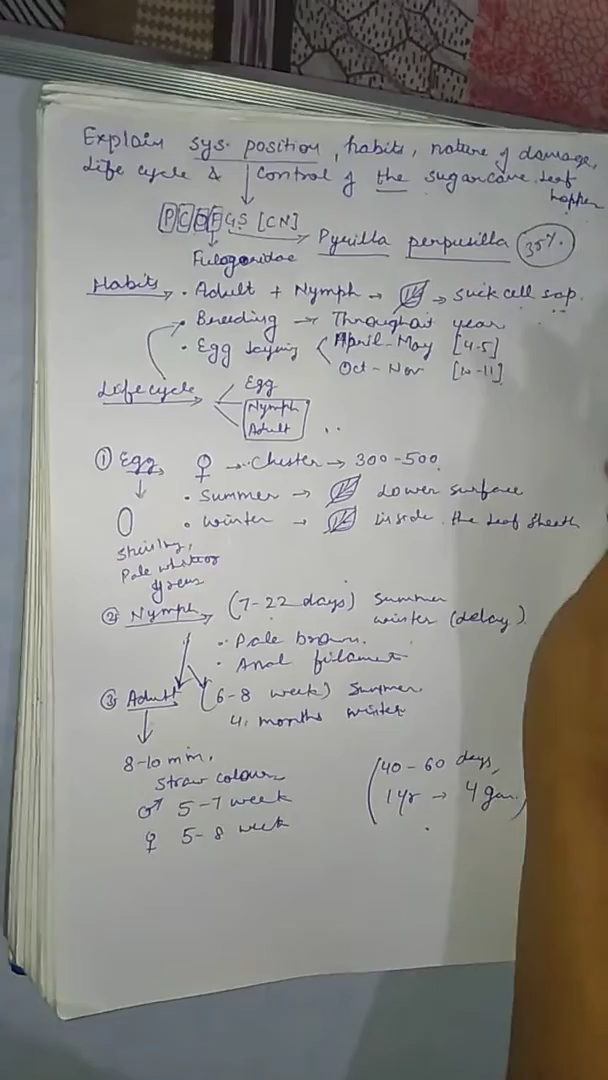 Explain sys. position, habits, nature of damage,
Life cycle & control of the sugarcane leaf
hopper
PCOFGS [CN]
Pyrilla perpusilla 35%
Fulogoridae
Habits . Adult + Nymph → → suck cell sap.
. Breeding → Throughout year
. Egg laying April-May [4-5]
Oct-Nov [10-11]
Life cycle Egg
Nymph
Adult ..
① Egg ♀ → Cluster → 300-500
. Summer → Lower surface
. Winter → inside the leaf sheath
Pale
② Nymph (7-22 days) Summer
winter (delay)
. Pale brown.
. Anal filament
③ Adult (6-8 week) Summer
4. months winter
8-10 mm.
Straw colour
♂ 5-7 week
♀ 5-8 week
40-60 days,
1 yr → 4 gen.